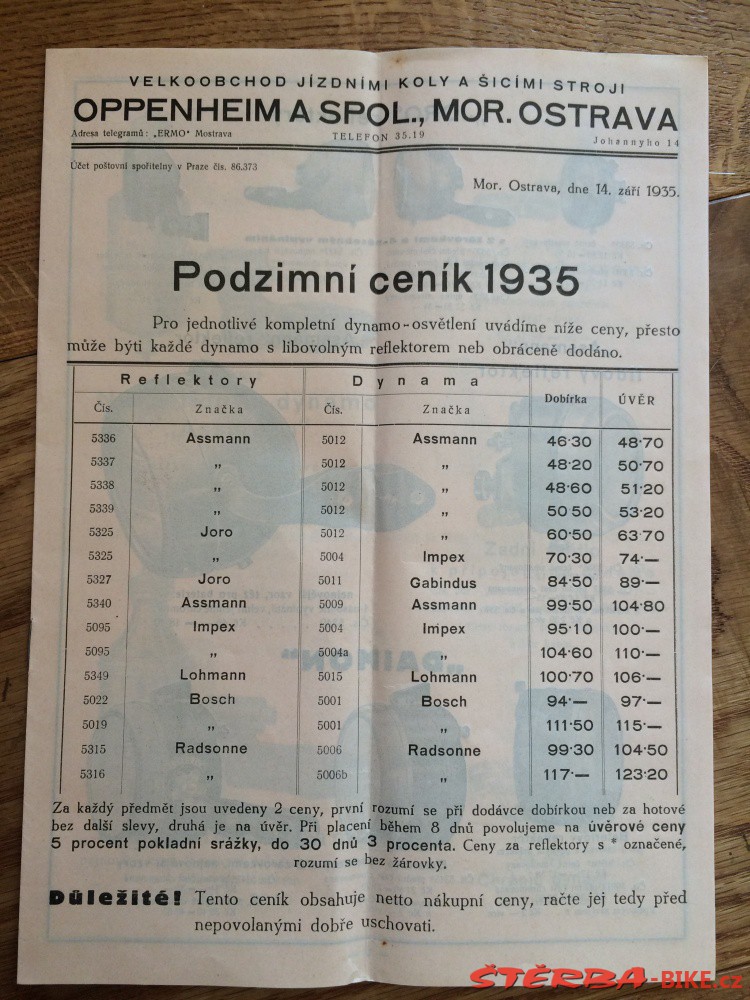 VELKOOBCHOD JÍZDNÍMI KOLY A ŠICÍMI STROJI
OPPENHEIM A SPOL., MOR. OSTRAVA
Adresa telegramů: „ERMO" Mostrava TELEFON 35.19 Johannyho 14
Účet poštovní spořitelny v Praze čís. 86.373
Mor. Ostrava, dne 14. září 1935.
Podzimní ceník 1935
Pro jednotlivé kompletní dynamo-osvětlení uvádíme níže ceny, přesto
může býti každé dynamo s libovolným reflektorem neb obráceně dodáno.
Reflektory Dynama Dobírka ÚVĚR
Čís. Značka Čís. Značka
5336 Assmann 5012 Assmann 46·30 48·70
5337 „ 5012 „ 48·20 50·70
5338 „ 5012 „ 48·60 51·20
5339 „ 5012 „ 50·50 53·20
5325 Joro 5012 „ 60·50 63·70
5325 „ 5004 Impex 70·30 74·—
5327 Joro 5011 Gabindus 84·50 89·—
5340 Assmann 5009 Assmann 99·50 104·80
5095 Impex 5004 Impex 95·10 100·—
5095 „ 5004a „ 104·60 110·—
5349 Lohmann 5015 Lohmann 100·70 106·—
5022 Bosch 5001 Bosch 94·— 97·—
5019 „ 5001 „ 111·50 115·—
5315 Radsonne 5006 Radsonne 99·30 104·50
5316 „ 5006b „ 117·— 123·20
Za každý předmět jsou uvedeny 2 ceny, první rozumí se při dodávce dobírkou neb za hotové
bez další slevy, druhá je na úvěr. Při placení během 8 dnů povolujeme na úvěrové ceny
5 procent pokladní srážky, do 30 dnů 3 procenta. Ceny za reflektory s * označené,
rozumí se bez žárovky.
Důležité! Tento ceník obsahuje netto nákupní ceny, račte jej tedy před
nepovolanými dobře uschovati.
ŠTĚRBA-BIKE.cz